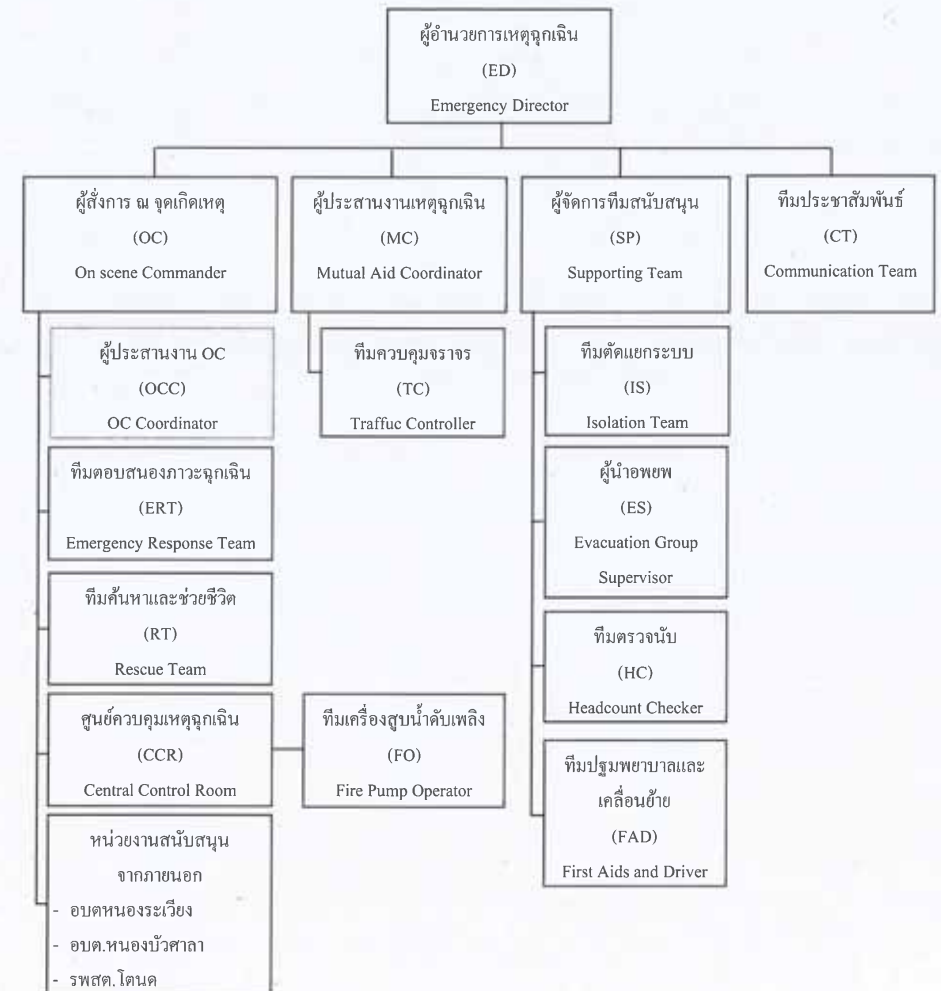 ผู้อำนวยการเหตุฉุกเฉิน
(ED)
Emergency Director
ผู้สั่งการ ณ จุดเกิดเหตุ
(OC)
On scene Commander
ผู้ประสานงานเหตุฉุกเฉิน
(MC)
Mutual Aid Coordinator
ผู้จัดการทีมสนับสนุน
(SP)
Supporting Team
ทีมประชาสัมพันธ์
(CT)
Communication Team
ผู้ประสานงาน OC
(OCC)
OC Coordinator
ทีมตอบสนองภาวะฉุกเฉิน
(ERT)
Emergency Response Team
ทีมค้นหาและช่วยชีวิต
(RT)
Rescue Team
ศูนย์ควบคุมเหตุฉุกเฉิน
(CCR)
Central Control Room
ทีมเครื่องสูบน้ำดับเพลิง
(FO)
Fire Pump Operator
หน่วยงานสนับสนุน
จากภายนอก
- อบตหนองระเวียง
- อบต.หนองบัวศาลา
- รพสต.โตนด
ทีมควบคุมจราจร
(TC)
Traffuc Controller
ทีมตัดแยกระบบ
(IS)
Isolation Team
ผู้นำอพยพ
(ES)
Evacuation Group
Supervisor
ทีมตรวจนับ
(HC)
Headcount Checker
ทีมปฐมพยาบาลและ
เคลื่อนย้าย
(FAD)
First Aids and Driver